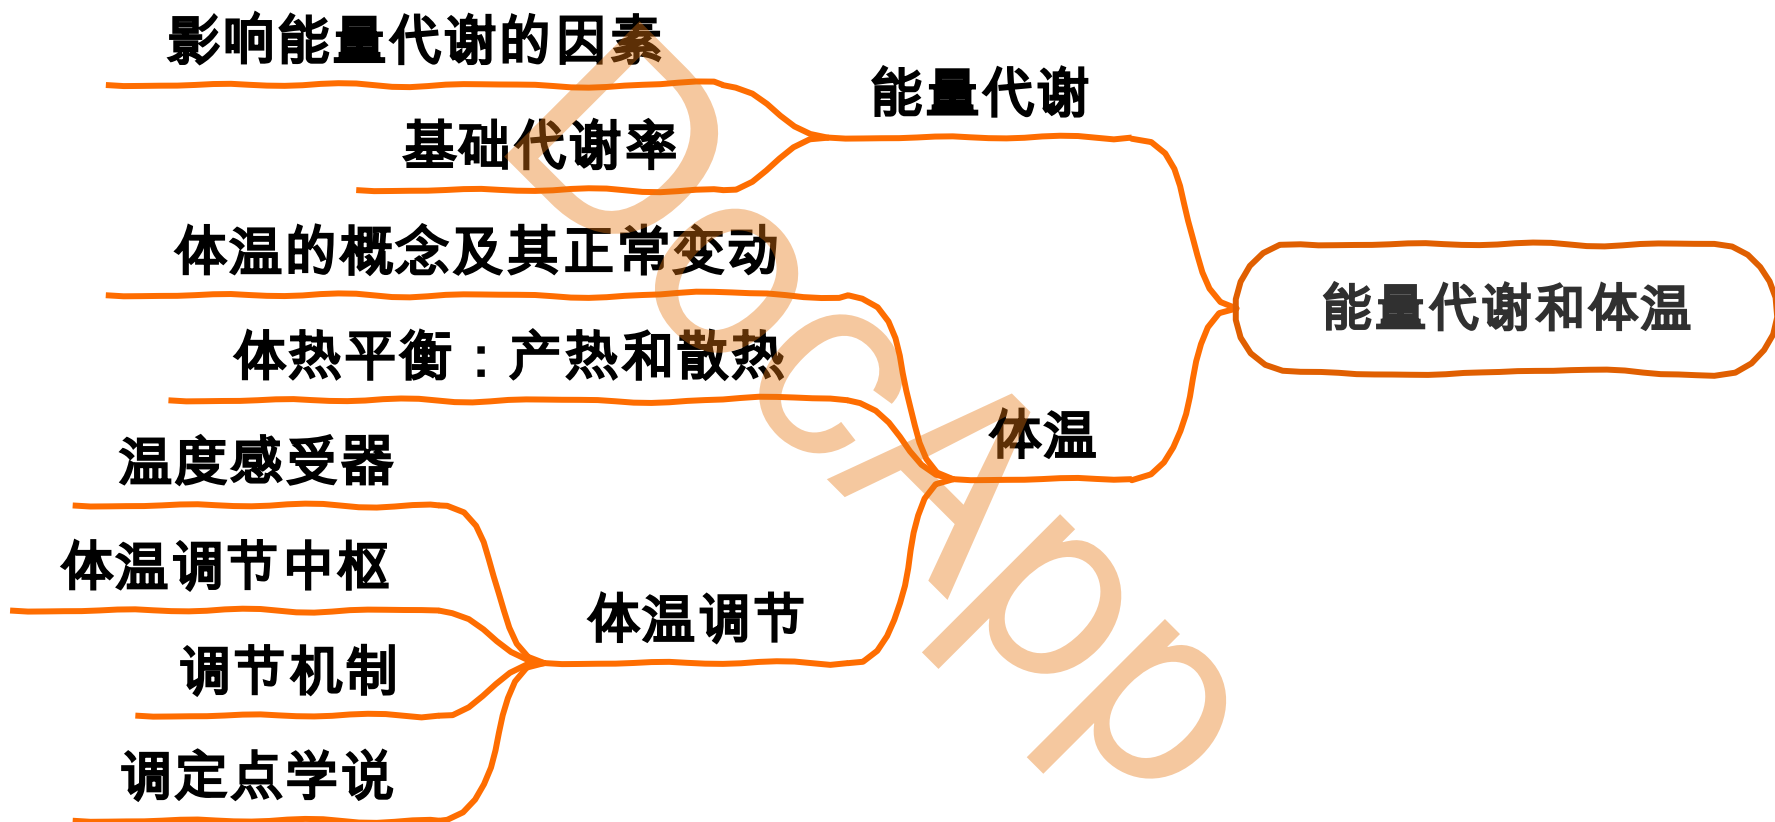 影响能量代谢的因素
能量代谢
基础代谢率
体温的概念及其正常变动
能量代谢和体温
体热平衡：产热和散热
体温
温度感受器
体温调节中枢
体温调节
调节机制
调定点学说
DocApp